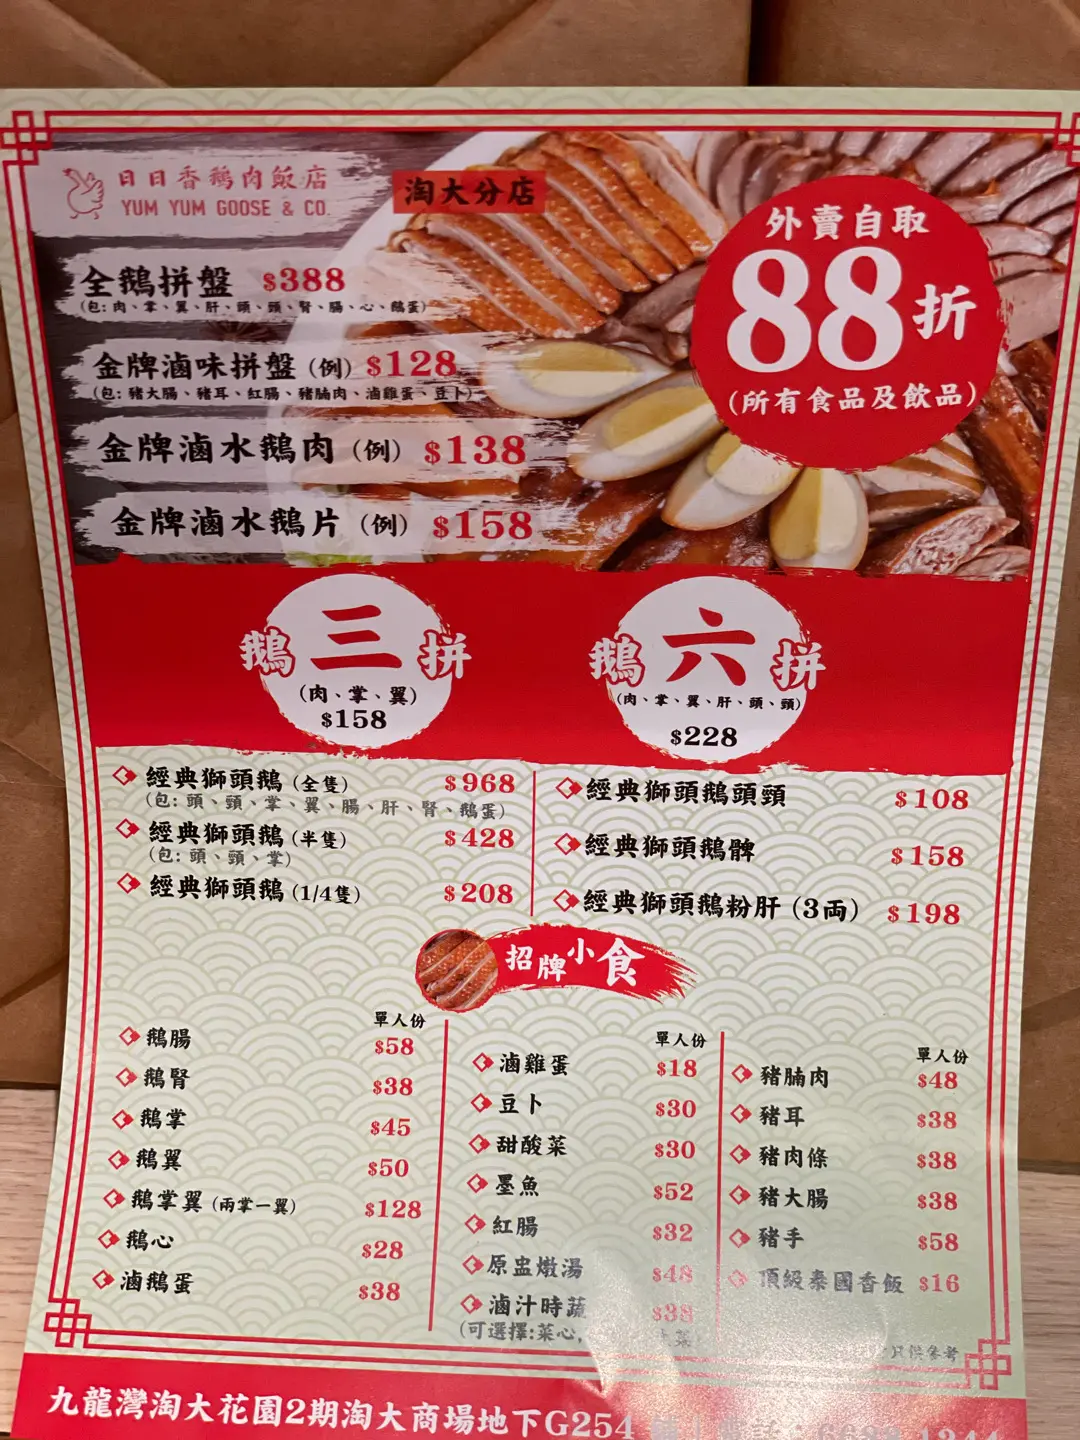 日日香鵝肉飯店
YUM YUM GOOSE & CO.
淘大分店
外賣自取
88折
(所有食品及飲品)
全鵝拼盤 $388
(包: 肉、掌、翼、肝、頭、頸、腎、腸、心、鵝蛋)
金牌滷味拼盤 (例) $128
(包: 豬大腸、豬耳、紅腸、豬腩肉、滷雞蛋、豆卜)
金牌滷水鵝肉 (例) $138
金牌滷水鵝片 (例) $158
鵝三拼
(肉、掌、翼)
$158
鵝六拼
(肉、掌、翼、肝、頭、頸)
$228
經典獅頭鵝 (全隻) $968
(包: 頭、頸、掌、翼、腸、肝、腎、鵝蛋)
經典獅頭鵝 (半隻) $428
(包: 頭、頸、掌)
經典獅頭鵝 (1/4隻) $208
經典獅頭鵝頭頸 $108
經典獅頭鵝髀 $158
經典獅頭鵝粉肝 (3両) $198
招牌小食
單人份
鵝腸 $58
鵝腎 $38
鵝掌 $45
鵝翼 $50
鵝掌翼 (兩掌一翼) $128
鵝心 $28
滷鵝蛋 $38
單人份
滷雞蛋 $18
豆卜 $30
甜酸菜 $30
墨魚 $52
紅腸 $32
原盅燉湯 $48
滷汁時蔬 $38
(可選擇:菜心,
單人份
豬腩肉 $48
豬耳 $38
豬肉條 $38
豬大腸 $38
豬手 $58
頂級泰國香飯 $16
只供參考
九龍灣淘大花園2期淘大商場地下G254